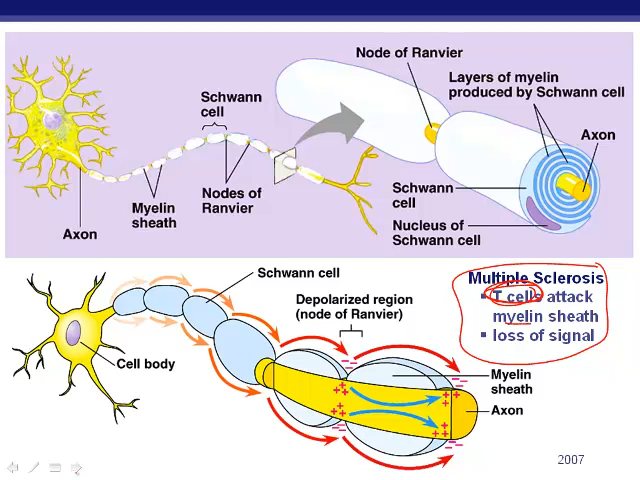 Node of Ranvier
Layers of myelin
produced by Schwann cell
Schwann
cell
Axon
Nodes of
Ranvier
Myelin
sheath
Axon
Schwann
cell
Nucleus of
Schwann cell
Schwann cell
Multiple Sclerosis
▪ T cells attack
myelin sheath
▪ loss of signal
Depolarized region
(node of Ranvier)
Cell body
Myelin
sheath
Axon
2007